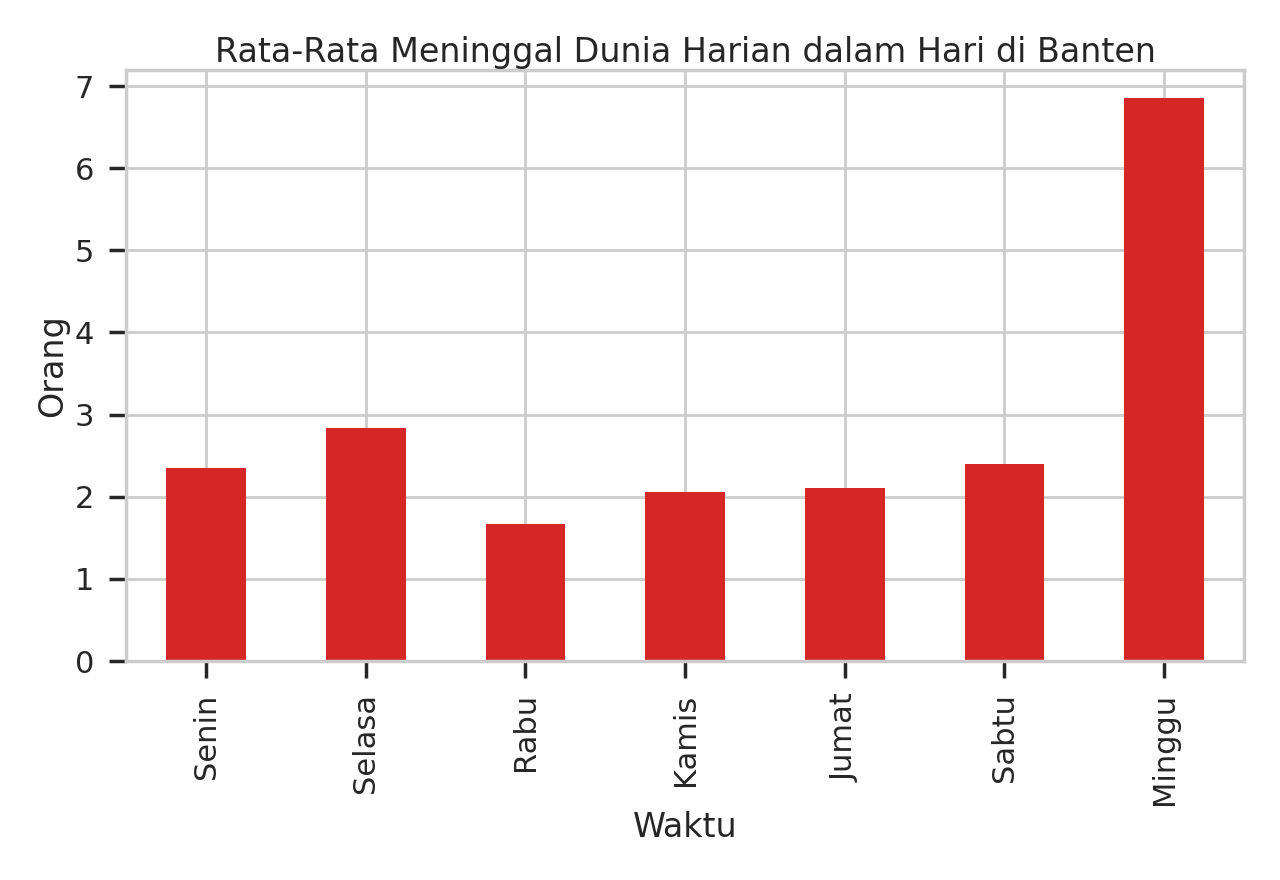 Rata-Rata Meninggal Dunia Harian dalam Hari di Banten
7
6
5
4
3
2
1
0
Orang
Senin
Selasa
Rabu
Kamis
Jumat
Sabtu
Minggu
Waktu